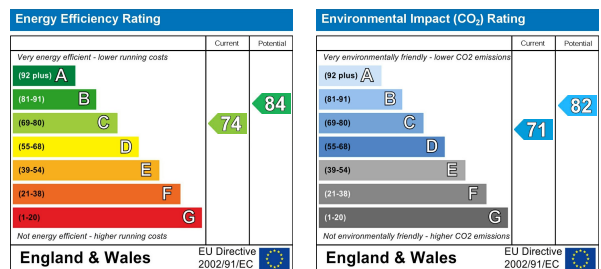 Energy Efficiency Rating
Current Potential
Very energy efficient - lower running costs
(92 plus) A
(81-91) B
84
(69-80) C
74
(55-68) D
(39-54) E
(21-38) F
(1-20) G
Not energy efficient - higher running costs
England & Wales
EU Directive
2002/91/EC
Environmental Impact (CO₂) Rating
Current Potential
Very environmentally friendly - lower CO2 emissions
(92 plus) A
(81-91) B
82
(69-80) C
71
(55-68) D
(39-54) E
(21-38) F
(1-20) G
Not environmentally friendly - higher CO2 emissions
England & Wales
EU Directive
2002/91/EC